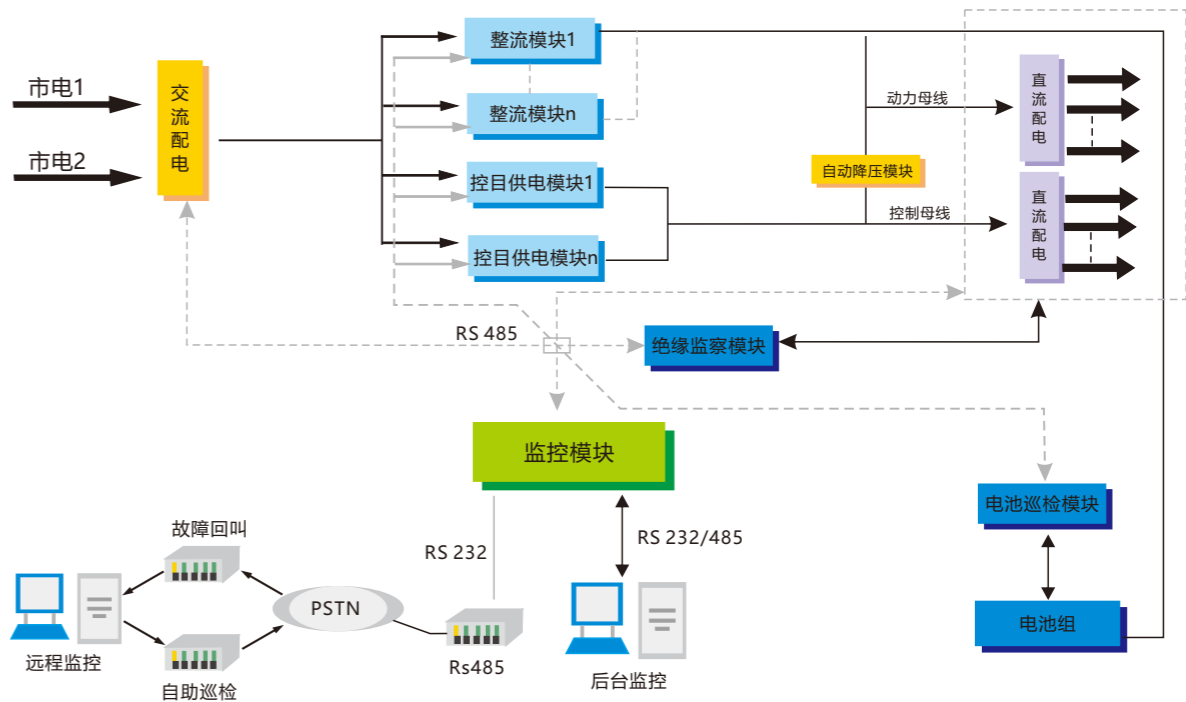 市电1
市电2
交流配电
整流模块1
整流模块n
控目供电模块1
控目供电模块n
动力母线
自动降压模块
控制母线
直流配电
直流配电
RS 485
绝缘监察模块
监控模块
电池巡检模块
电池组
RS 232
RS 232/485
故障回叫
PSTN
远程监控
自助巡检
Rs485
后台监控